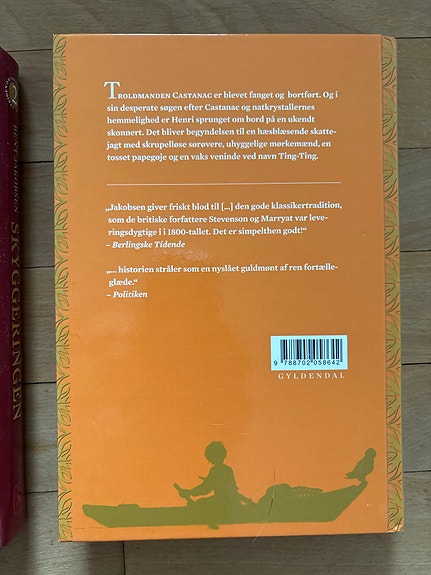 TROLDMANDEN CASTANAC er blevet fanget og bortført. Og i
sin desperate søgen efter Castanac og natkrystallernes
hemmelighed er Henri sprunget om bord på en ukendt
skonnert. Det bliver begyndelsen til en hæsblæsende skatte-
jagt med skrupelløse sørøvere, uhyggelige mørkemænd, en
tosset papegøje og en vaks veninde ved navn Ting-Ting.
„Jakobsen giver friskt blod til [...] den gode klassikertradition,
som de britiske forfattere Stevenson og Marryat var leve-
ringsdygtige i i 1800-tallet. Det er simpelthen godt!“
– Berlingske Tidende
„... historien stråler som en nyslået guldmønt af ren fortælle-
glæde.“
– Politiken
9 788702 058642
GYLDENDAL
JAKOBSEN
SKYGGERINGEN